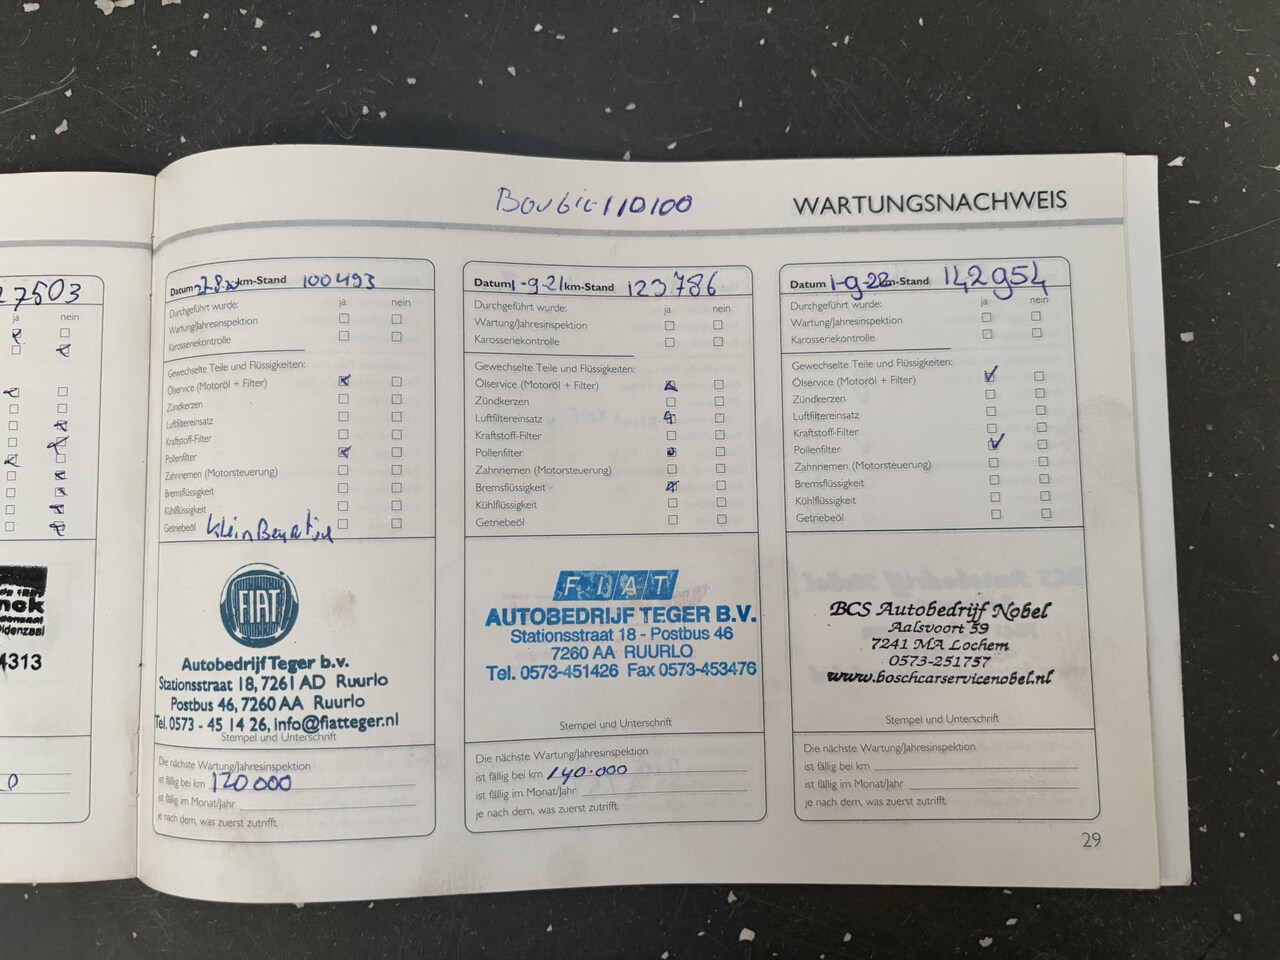 27503
ja nein
nck
Oldenzaal
4313
WARTUNGSNACHWEIS
110100
Datum km-Stand 100493
Durchgeführt wurde: ja nein
Wartung/Jahresinspektion
Karosseriekontrolle
Gewechselte Teile und Flüssigkeiten:
Ölservice (Motoröl + Filter)
Zündkerzen
Luftfiltereinsatz
Kraftstoff-Filter
Pollenfilter
Zahnriemen (Motorsteuerung)
Bremsflüssigkeit
Kühlflüssigkeit
Getriebeöl Klein
FIAT
Autobedrijf Teger b.v.
Stationsstraat 18, 7261 AD Ruurlo
Postbus 46, 7260 AA Ruurlo
Tel. 0573 - 45 14 26, info@fiatteger.nl
Stempel und Unterschrift
Die nächste Wartung/Jahresinspektion
ist fällig bei km 120000
ist fällig im Monat/Jahr
je nach dem, was zuerst zutrifft.
Datum 1-9-21 km-Stand 123786
Durchgeführt wurde: ja nein
Wartung/Jahresinspektion
Karosseriekontrolle
Gewechselte Teile und Flüssigkeiten:
Ölservice (Motoröl + Filter)
Zündkerzen
Luftfiltereinsatz
Kraftstoff-Filter
Pollenfilter
Zahnriemen (Motorsteuerung)
Bremsflüssigkeit
Kühlflüssigkeit
Getriebeöl
FIAT
AUTOBEDRIJF TEGER B.V.
Stationsstraat 18 - Postbus 46
7260 AA RUURLO
Tel. 0573-451426 Fax 0573-453476
Stempel und Unterschrift
Die nächste Wartung/Jahresinspektion
ist fällig bei km 140.000
ist fällig im Monat/Jahr
je nach dem, was zuerst zutrifft.
Datum 1-9-22 km-Stand 142954
Durchgeführt wurde: ja nein
Wartung/Jahresinspektion
Karosseriekontrolle
Gewechselte Teile und Flüssigkeiten:
Ölservice (Motoröl + Filter)
Zündkerzen
Luftfiltereinsatz
Kraftstoff-Filter
Pollenfilter
Zahnriemen (Motorsteuerung)
Bremsflüssigkeit
Kühlflüssigkeit
Getriebeöl
BCS Autobedrijf Nobel
Aalsvoort 59
7241 MA Lochem
0573-251757
www.boschcarservicenobel.nl
Stempel und Unterschrift
Die nächste Wartung/Jahresinspektion
ist fällig bei km
ist fällig im Monat/Jahr
je nach dem, was zuerst zutrifft.
29